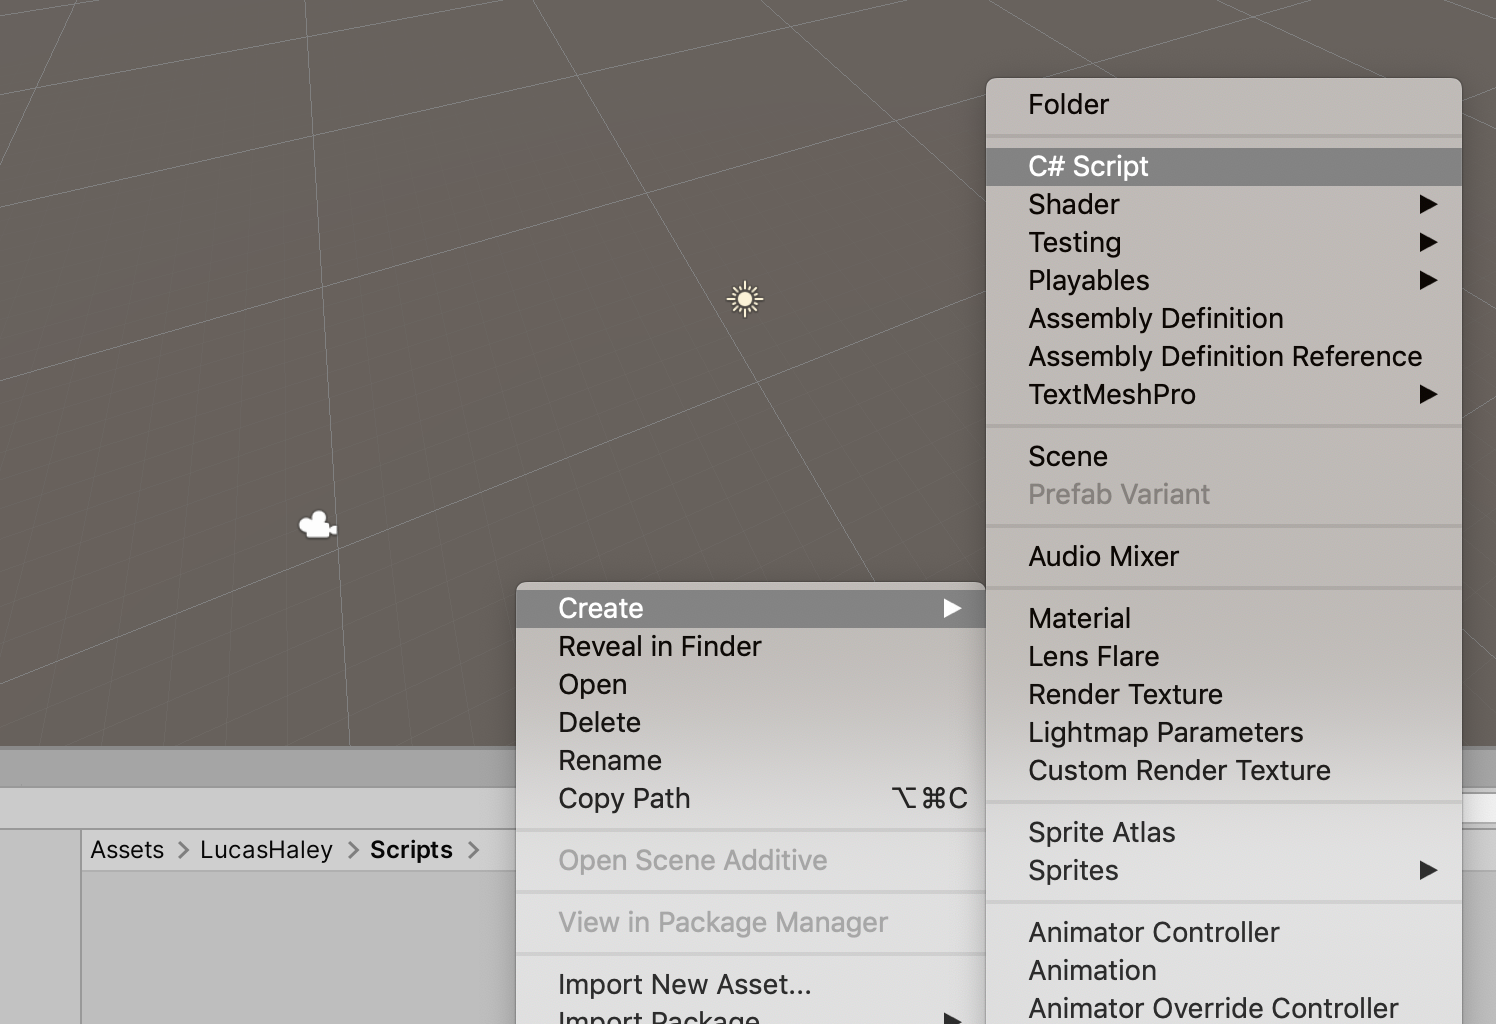 Folder
C# Script
Shader
Testing
Playables
Assembly Definition
Assembly Definition Reference
TextMeshPro
Scene
Prefab Variant
Audio Mixer
Material
Lens Flare
Render Texture
Lightmap Parameters
Custom Render Texture
Sprite Atlas
Sprites
Animator Controller
Animation
Animator Override Controller
Create
Reveal in Finder
Open
Delete
Rename
Copy Path ⌥⌘C
Open Scene Additive
View in Package Manager
Import New Asset...
Import Package
Assets > LucasHaley > Scripts >